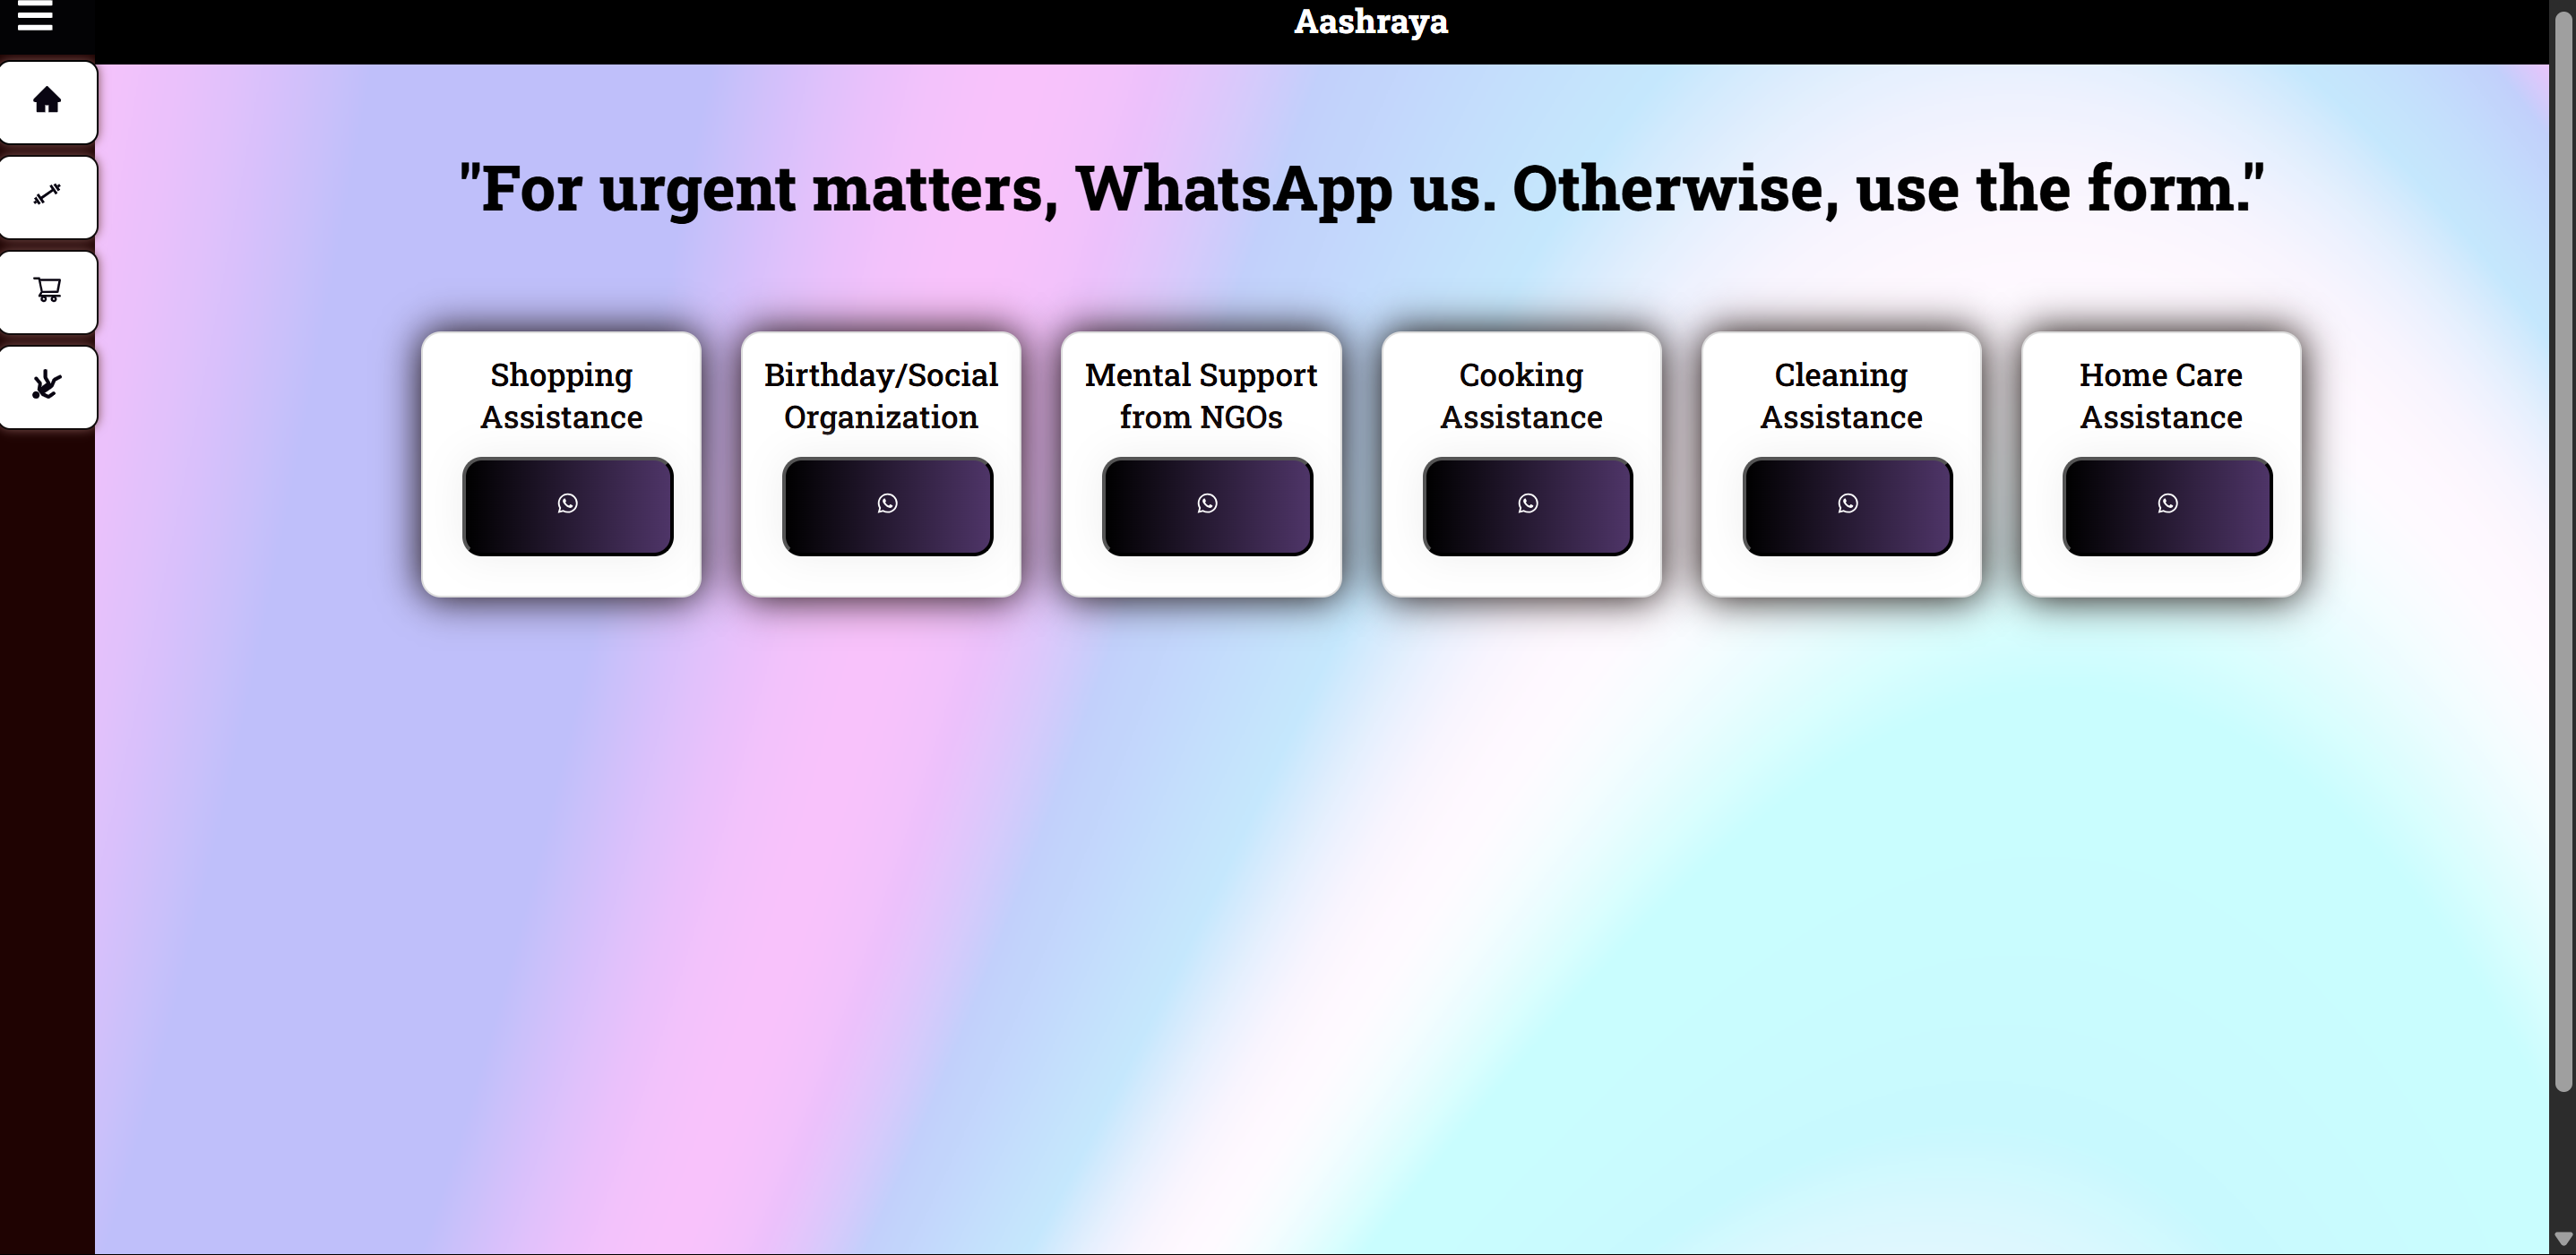 Aashraya
"For urgent matters, WhatsApp us. Otherwise, use the form."
Shopping
Assistance
Birthday/Social
Organization
Mental Support
from NGOs
Cooking
Assistance
Cleaning
Assistance
Home Care
Assistance